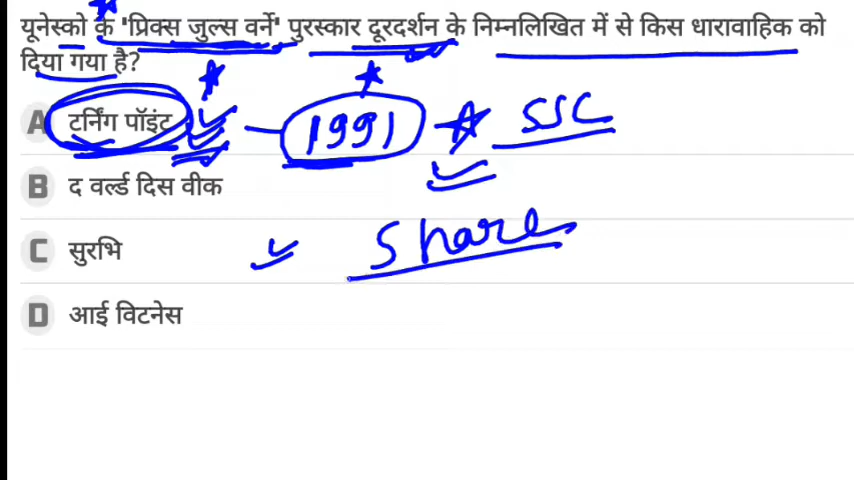 यूनेस्को के 'प्रिक्स जुल्स वर्ने' पुरस्कार दूरदर्शन के निम्नलिखित में से किस धारावाहिक को
दिया गया है?
A टर्निंग पॉइंट - 1991 SSC
B द वर्ल्ड दिस वीक
C सुरभि Share
D आई विटनेस